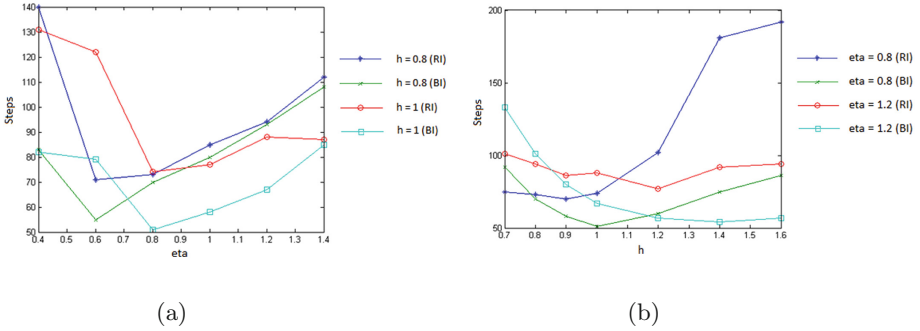 140
130
120
110
100
90
80
70
60
50
Steps
0.4 0.5 0.6 0.7 0.8 0.9 1 1.1 1.2 1.3 1.4
eta
h = 0.8 (RI)
h = 0.8 (BI)
h = 1 (RI)
h = 1 (BI)
(a)
200
150
100
50
Steps
0.7 0.8 0.9 1 1.1 1.2 1.3 1.4 1.5 1.6
h
eta = 0.8 (RI)
eta = 0.8 (BI)
eta = 1.2 (RI)
eta = 1.2 (BI)
(b)